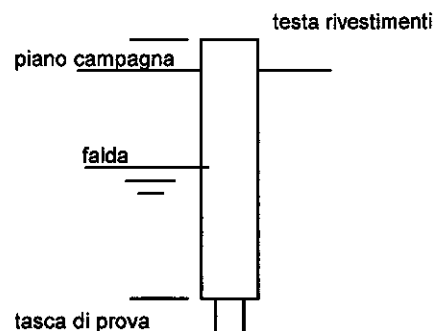 testa rivestimenti
piano campagna
falda
tasca di prova